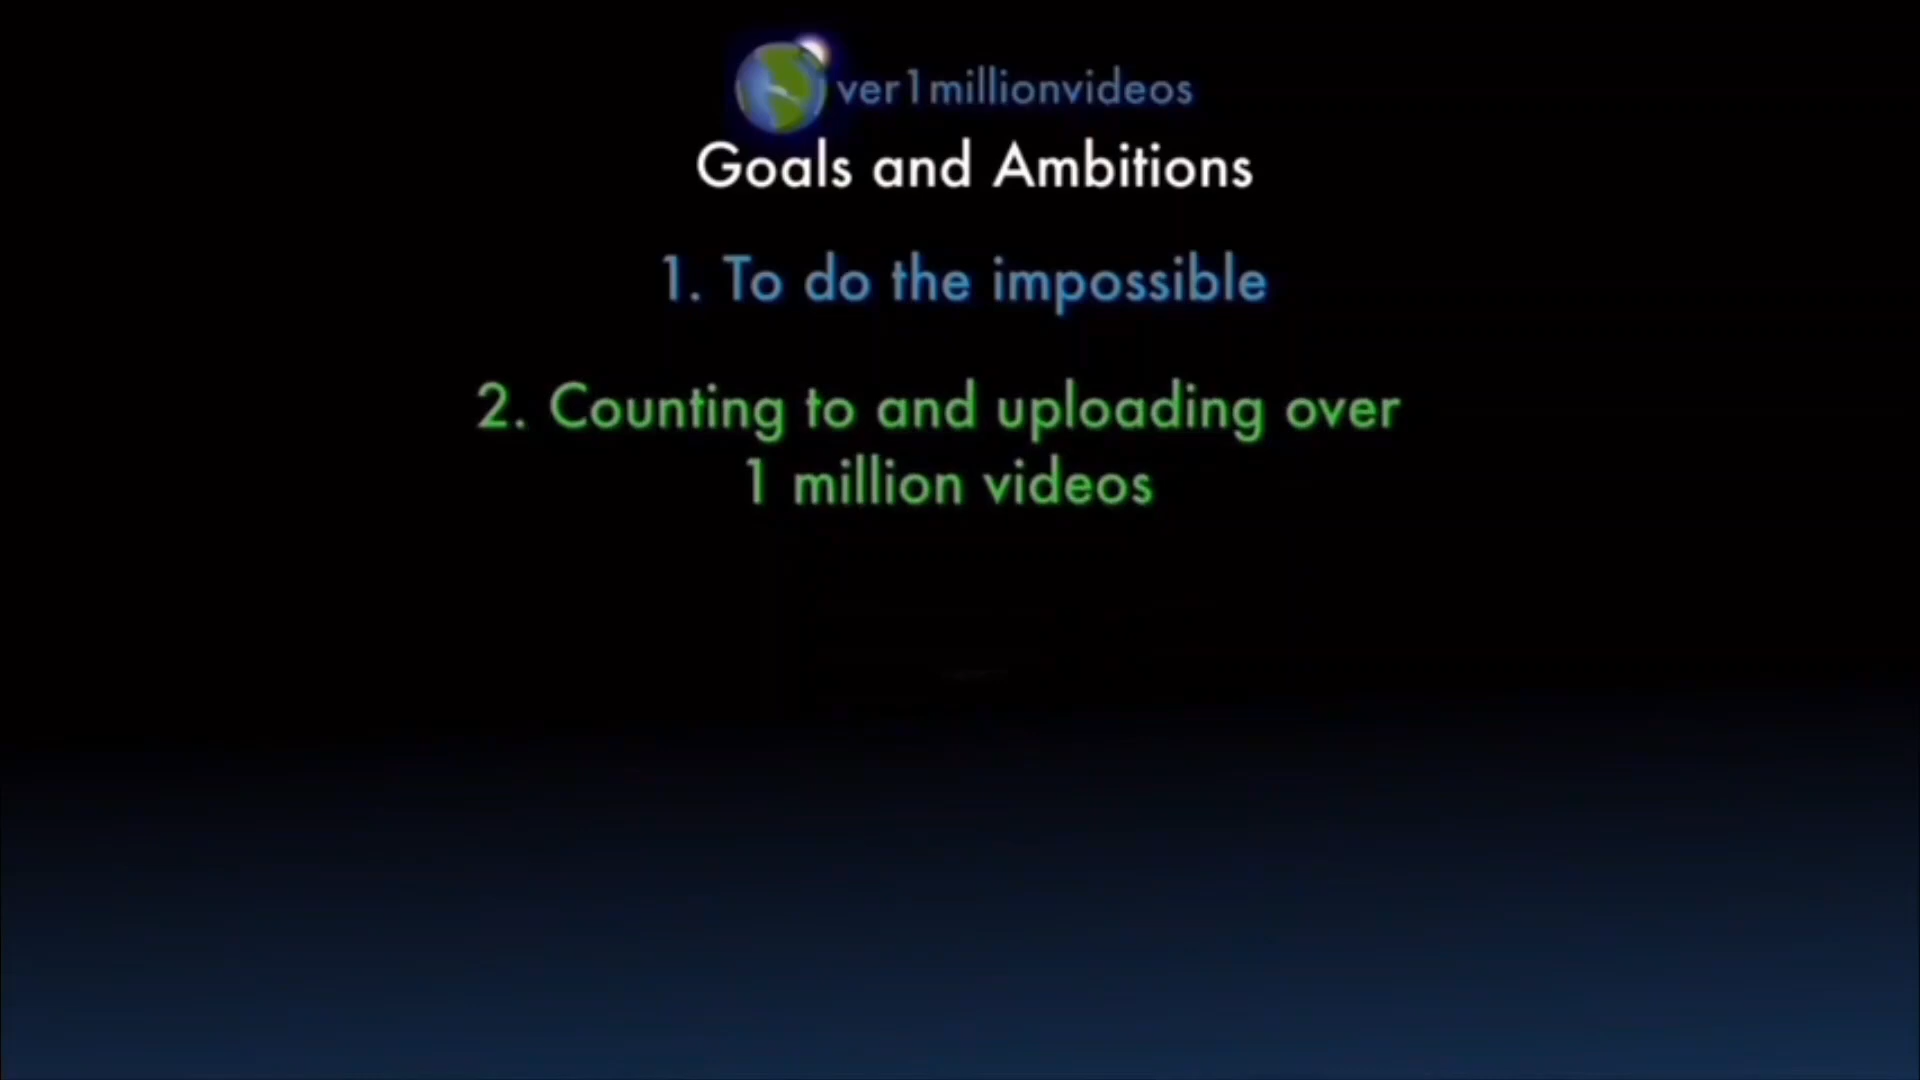 ver1millionvideos
Goals and Ambitions
1. To do the impossible
2. Counting to and uploading over
1 million videos